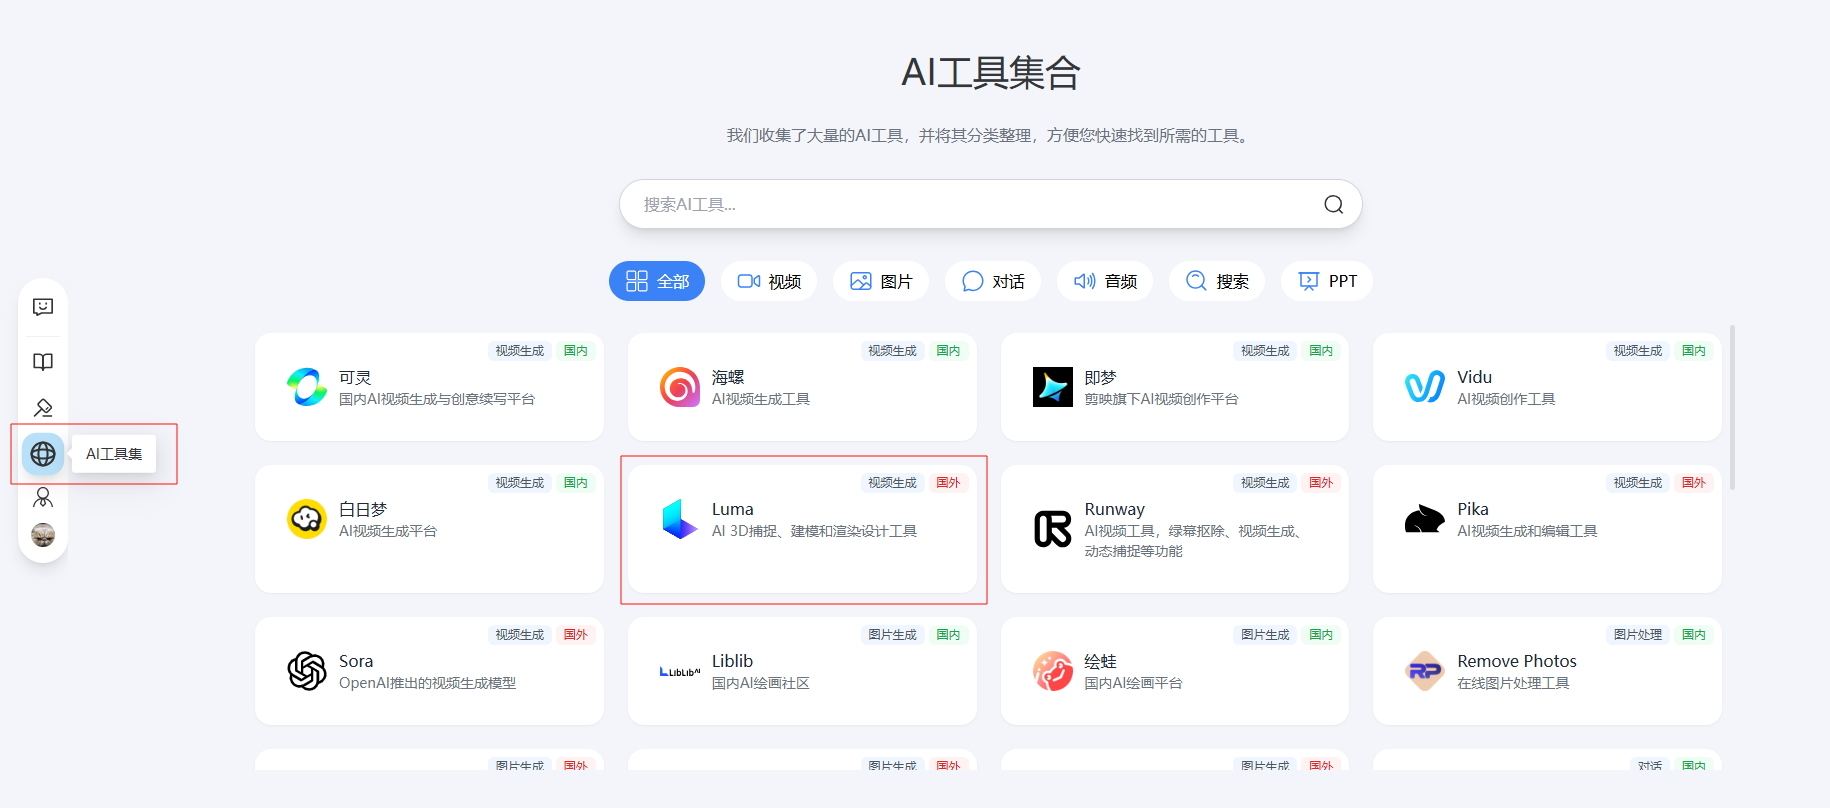 AI工具集合
我们收集了大量的AI工具，并将其分类整理，方便您快速找到所需的工具。
搜索AI工具...
全部
视频
图片
对话
音频
搜索
PPT
AI工具集
视频生成 国内
可灵
国内AI视频生成与创意续写平台
视频生成 国内
海螺
AI视频生成工具
视频生成 国内
即梦
剪映旗下AI视频创作平台
视频生成 国内
Vidu
AI视频创作工具
视频生成 国内
白日梦
AI视频生成平台
视频生成 国外
Luma
AI 3D捕捉、建模和渲染设计工具
视频生成 国外
Runway
AI视频工具，绿幕抠除、视频生成、
动态捕捉等功能
视频生成 国外
Pika
AI视频生成和编辑工具
视频生成 国外
Sora
OpenAI推出的视频生成模型
图片生成 国内
LibLibAI
Liblib
国内AI绘画社区
图片生成 国内
绘蛙
国内AI绘画平台
图片处理 国内
RP
Remove Photos
在线图片处理工具
图片生成 国外
图片生成 国外
图片生成 国外
对话 国内